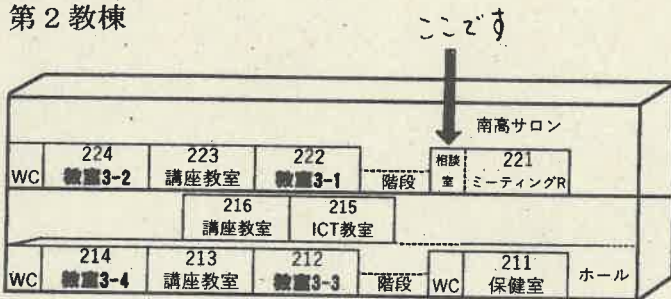 第2教棟
ここです
南高サロン
224 223 222 相談室 221
WC 教室3-2 講座教室 教室3-1 階段 ミーティングR
216 215
講座教室 ICT教室
214 213 212 211
WC 教室3-4 講座教室 教室3-3 階段 WC 保健室 ホール